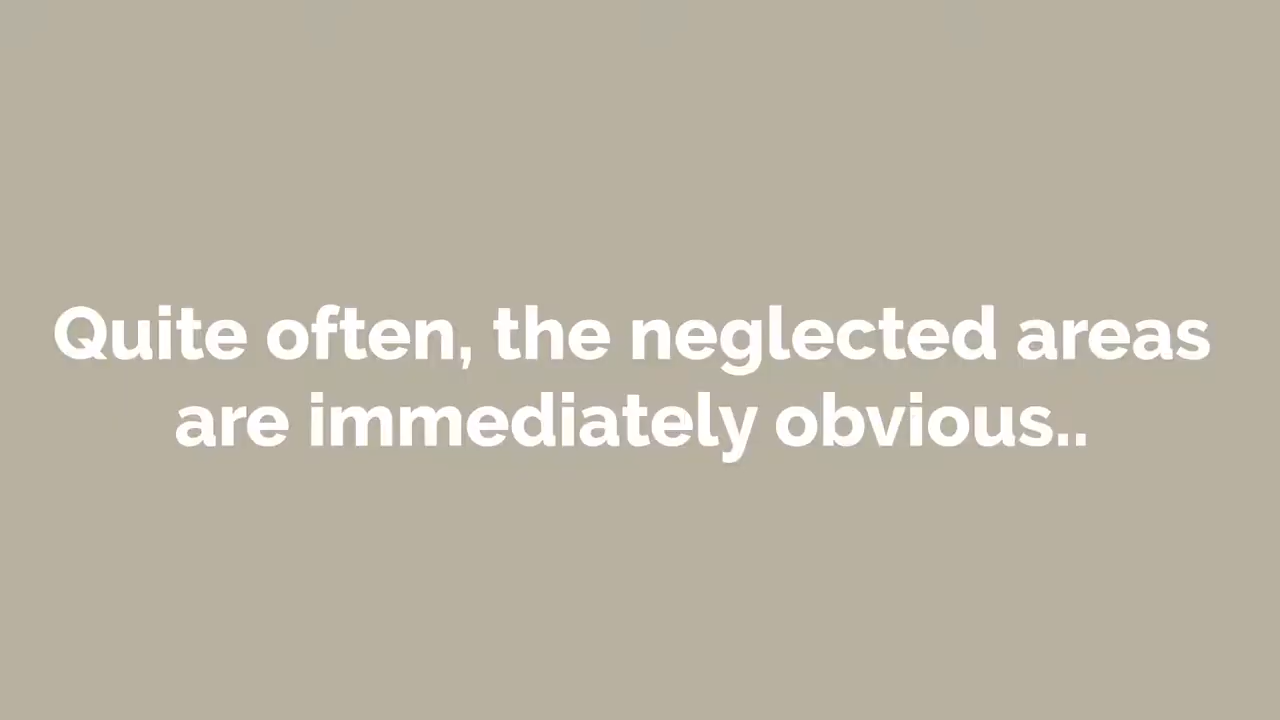 Quite often, the neglected areas
are immediately obvious..